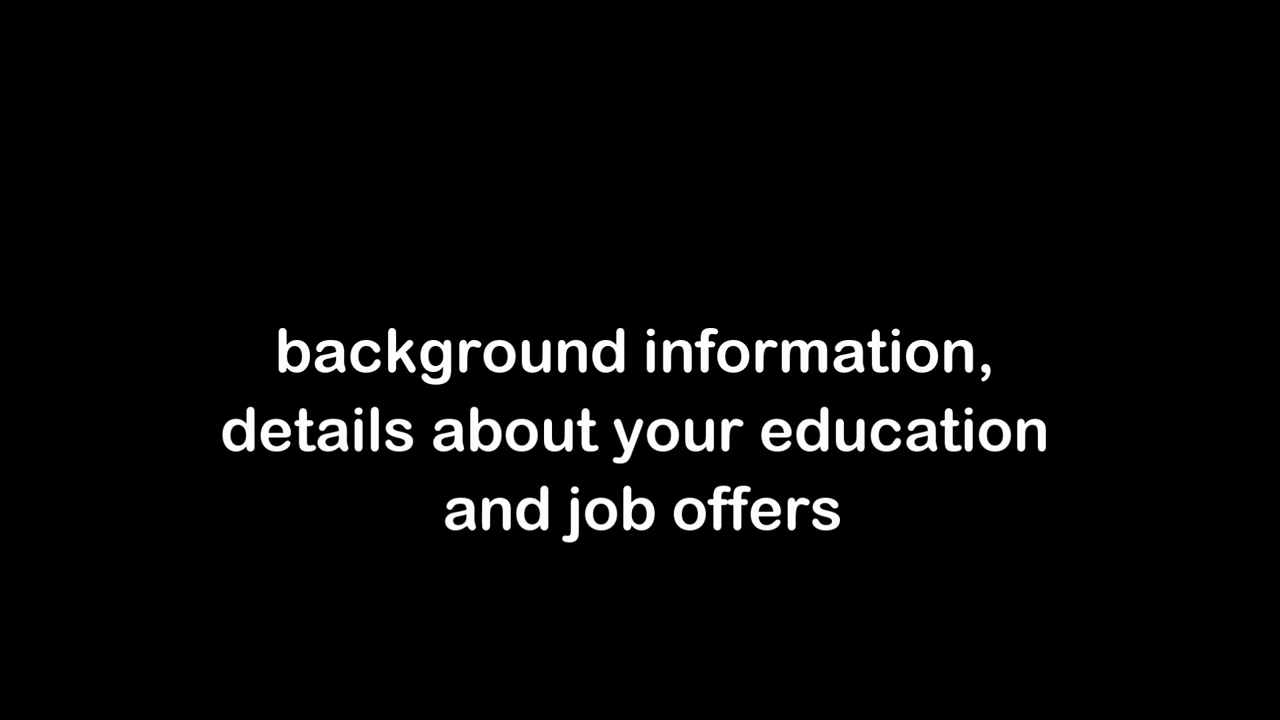 background information,
details about your education
and job offers